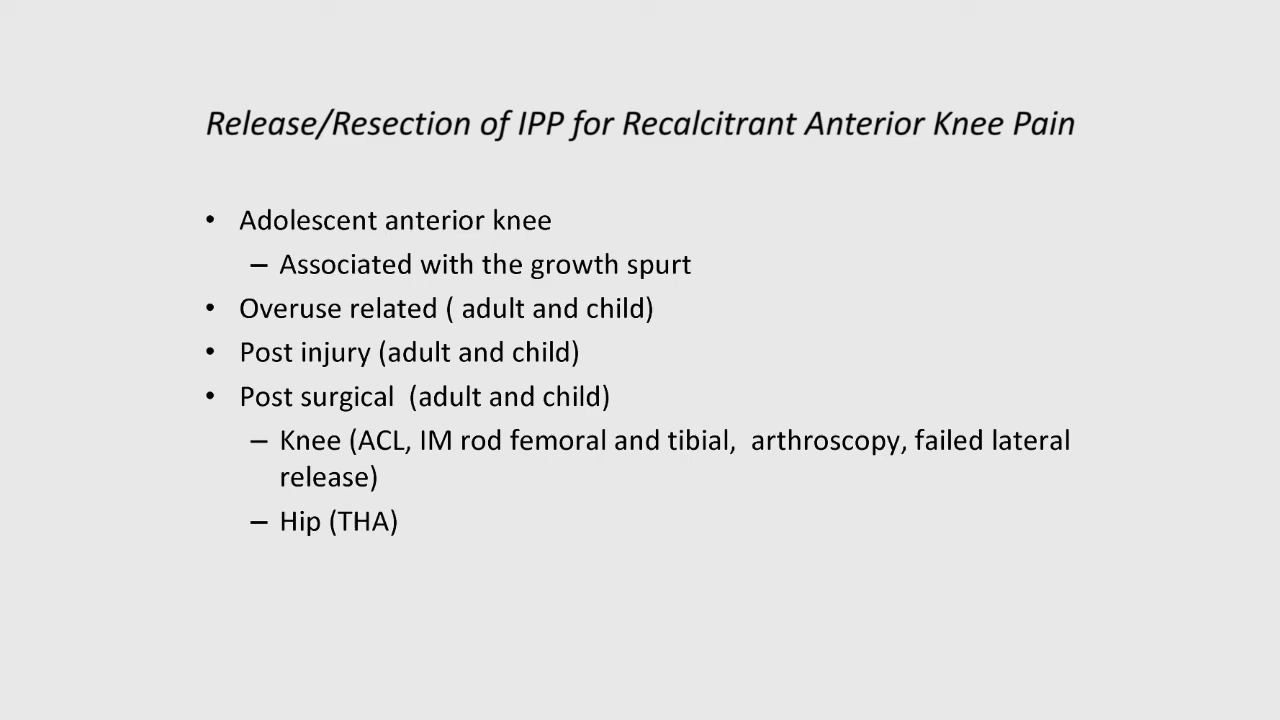 Release/Resection of IPP for Recalcitrant Anterior Knee Pain
• Adolescent anterior knee
– Associated with the growth spurt
• Overuse related ( adult and child)
• Post injury (adult and child)
• Post surgical  (adult and child)
– Knee (ACL, IM rod femoral and tibial,  arthroscopy, failed lateral
release)
– Hip (THA)